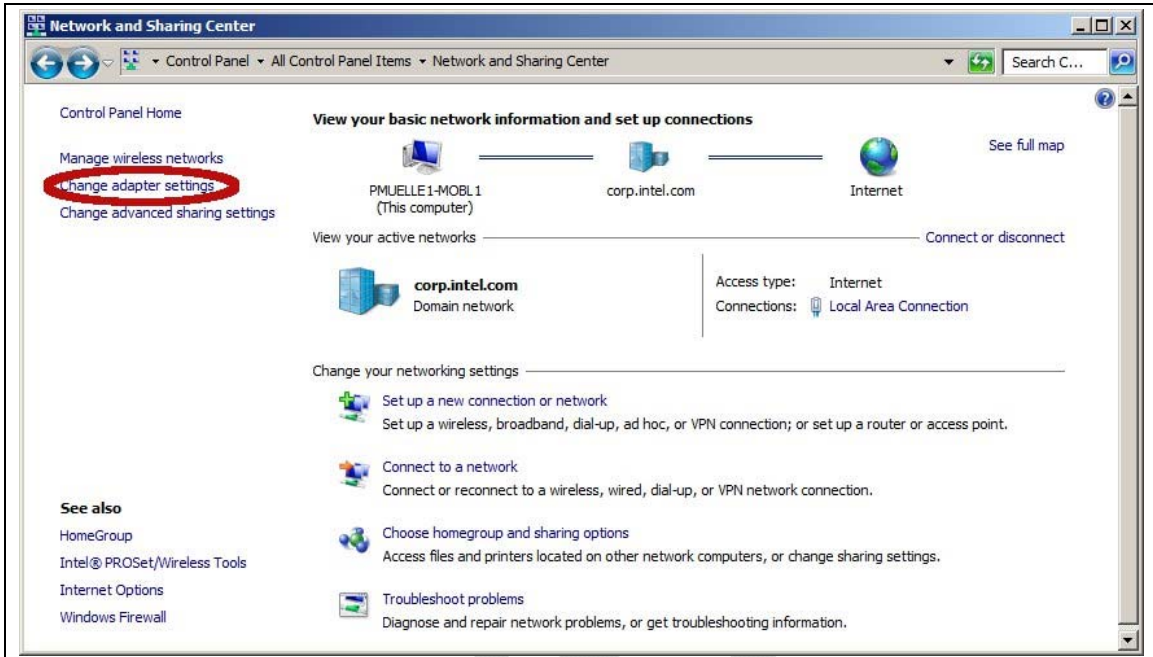 Network and Sharing Center
Control Panel All Control Panel Items Network and Sharing Center Search C...
Control Panel Home
Manage wireless networks
Change adapter settings
Change advanced sharing settings
View your basic network information and set up connections
See full map
PMUELLE1-MOBL1
(This computer)
corp.intel.com
Internet
View your active networks
Connect or disconnect
corp.intel.com
Domain network
Access type: Internet
Connections: Local Area Connection
Change your networking settings
Set up a new connection or network
Set up a wireless, broadband, dial-up, ad hoc, or VPN connection; or set up a router or access point.
Connect to a network
Connect or reconnect to a wireless, wired, dial-up, or VPN network connection.
Choose homegroup and sharing options
Access files and printers located on other network computers, or change sharing settings.
Troubleshoot problems
Diagnose and repair network problems, or get troubleshooting information.
See also
HomeGroup
Intel® PROSet/Wireless Tools
Internet Options
Windows Firewall